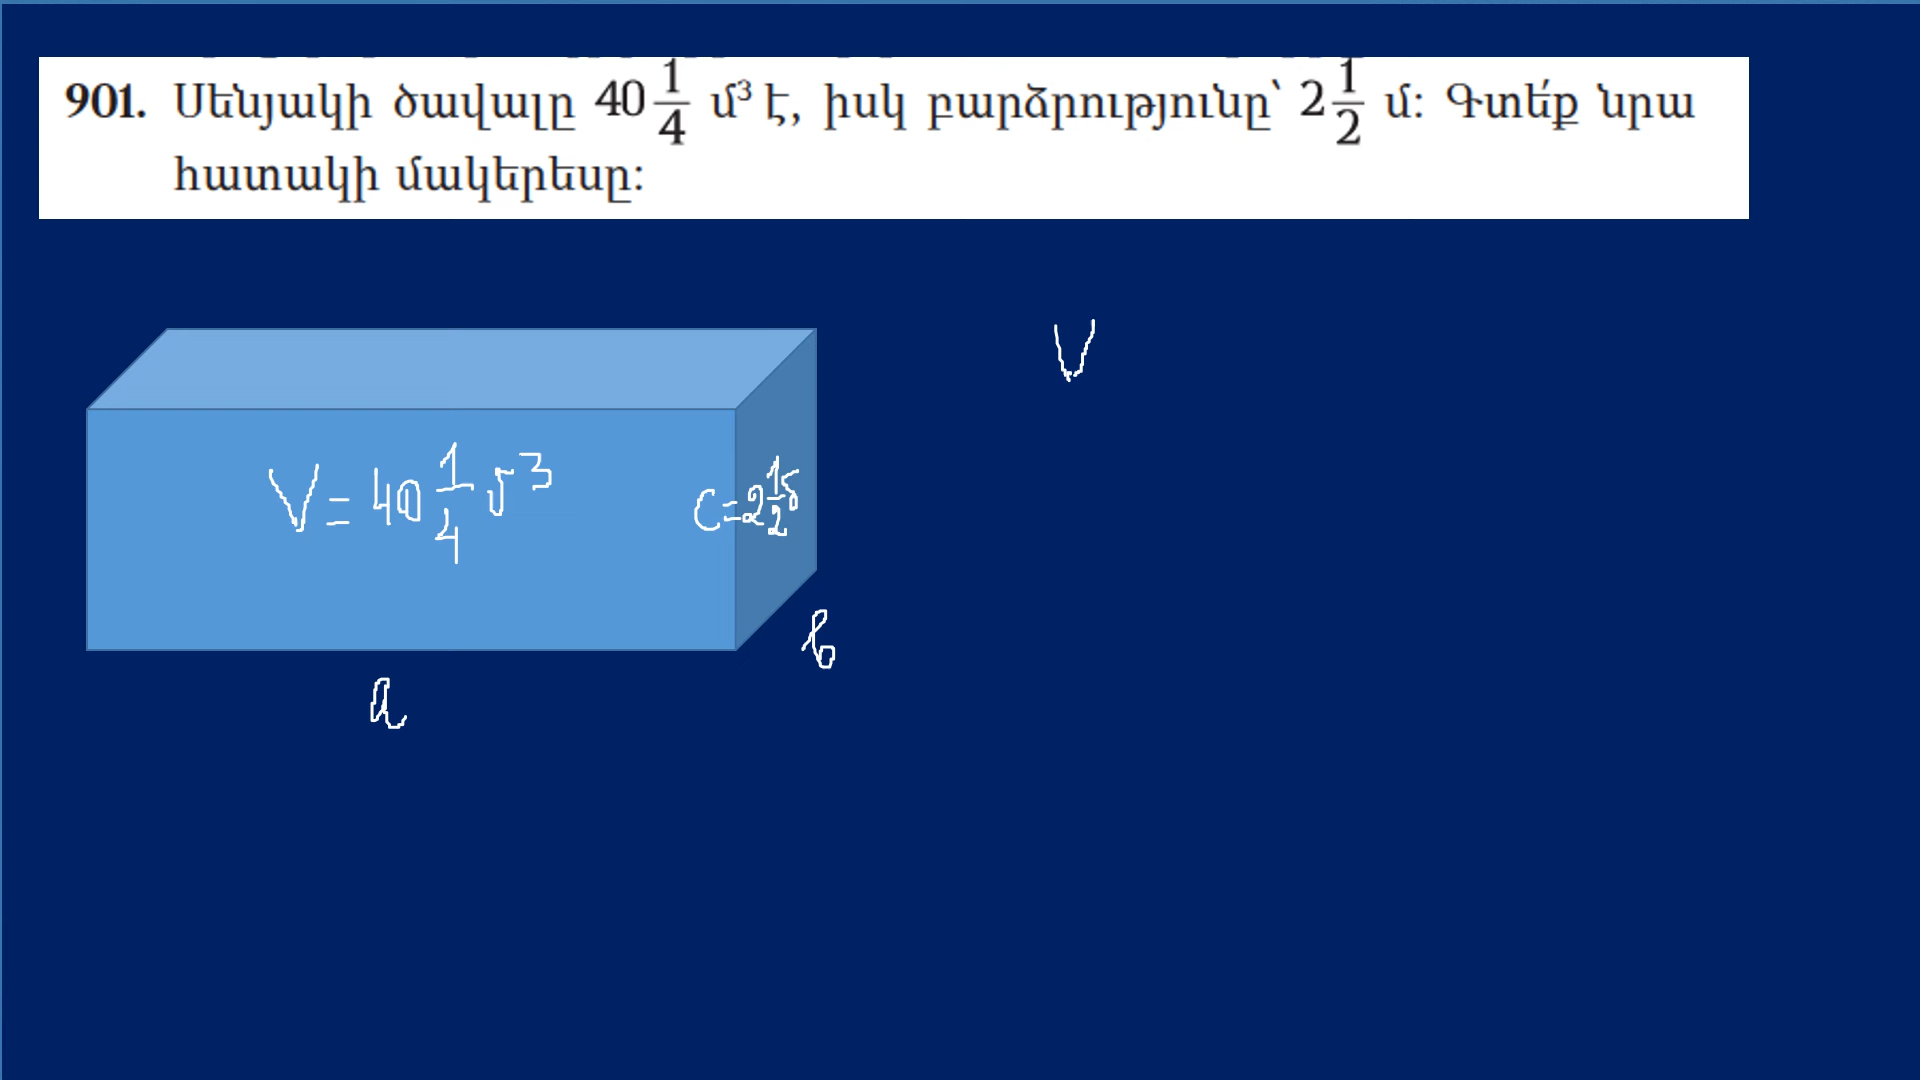 901. Սենյակի ծավալը 40 1/4 մ³ է, իսկ բարձրությունը՝ 2 1/2 մ: Գտե՛ք նրա
հատակի մակերեսը:
V
V = 40 1/4 մ³
c = 2 1/2 մ
b
a